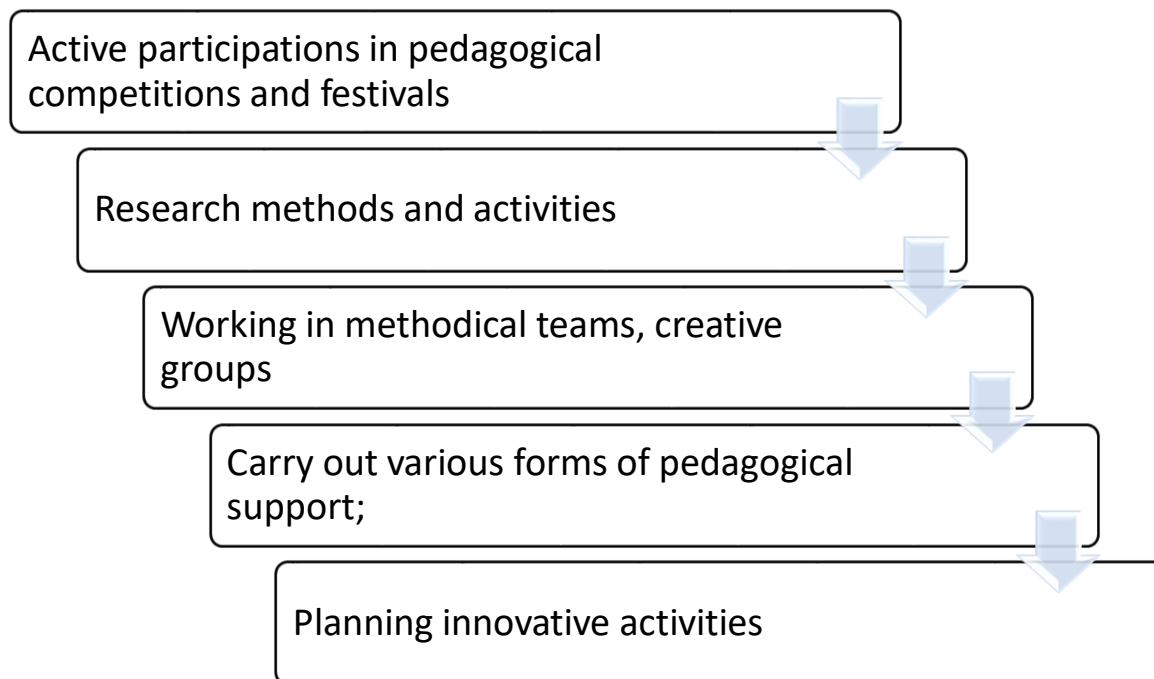 Active participations in pedagogical
competitions and festivals
Research methods and activities
Working in methodical teams, creative
groups
Carry out various forms of pedagogical
support;
Planning innovative activities